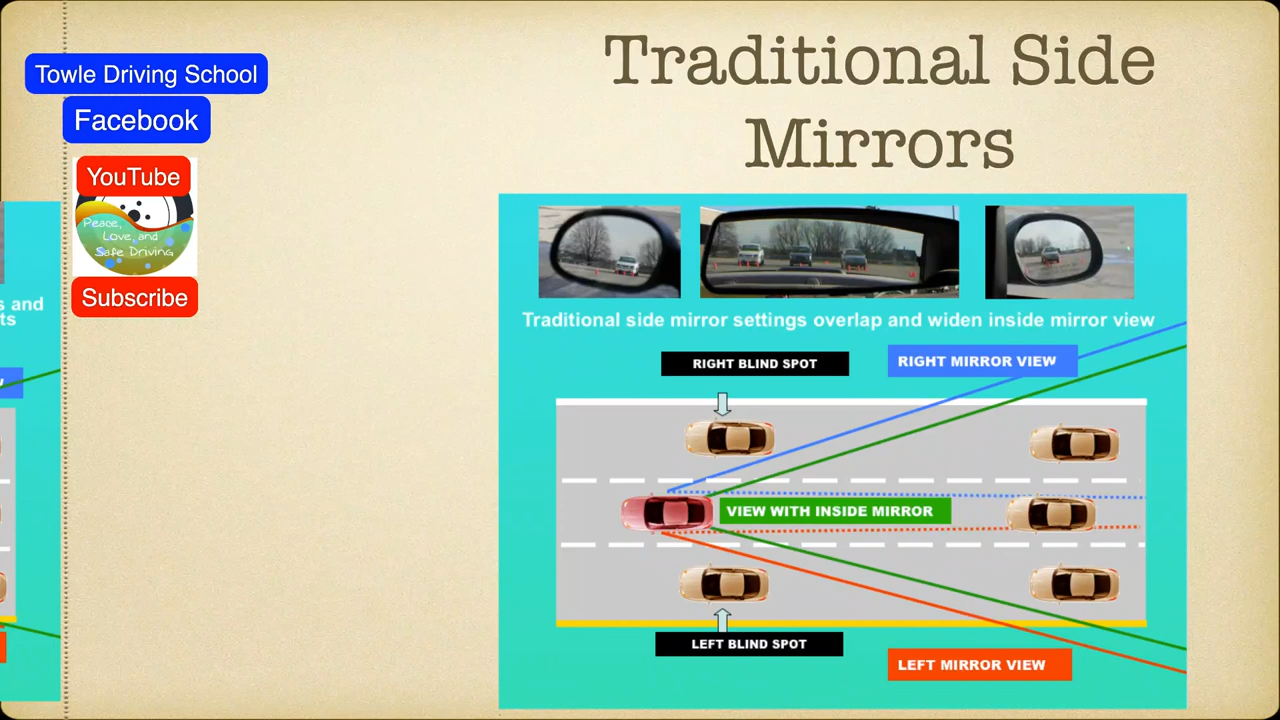 Traditional Side
Mirrors
Towle Driving School
Facebook
YouTube
Peace,
Love, and
Safe Driving
Subscribe
s and
ts
Traditional side mirror settings overlap and widen inside mirror view
RIGHT BLIND SPOT
RIGHT MIRROR VIEW
VIEW WITH INSIDE MIRROR
LEFT BLIND SPOT
LEFT MIRROR VIEW